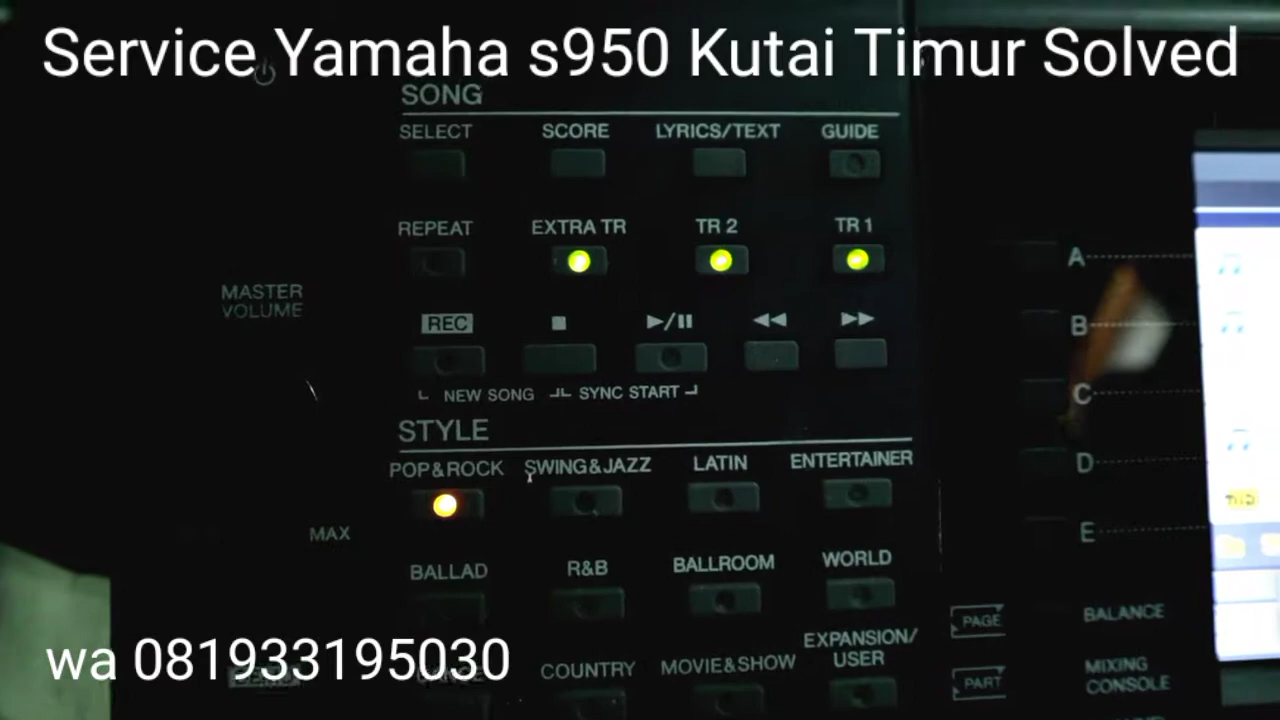 Service Yamaha s950 Kutai Timur Solved
SONG
SELECT SCORE LYRICS/TEXT GUIDE
REPEAT EXTRA TR TR 2 TR 1
A
MASTER
VOLUME
REC
B
NEW SONG SYNC START
C
STYLE
POP&ROCK SWING&JAZZ LATIN ENTERTAINER
D
MAX
E
BALLAD R&B BALLROOM WORLD
PAGE
BALANCE
EXPANSION/
USER
COUNTRY MOVIE&SHOW
PART
MIXING
CONSOLE
wa 081933195030